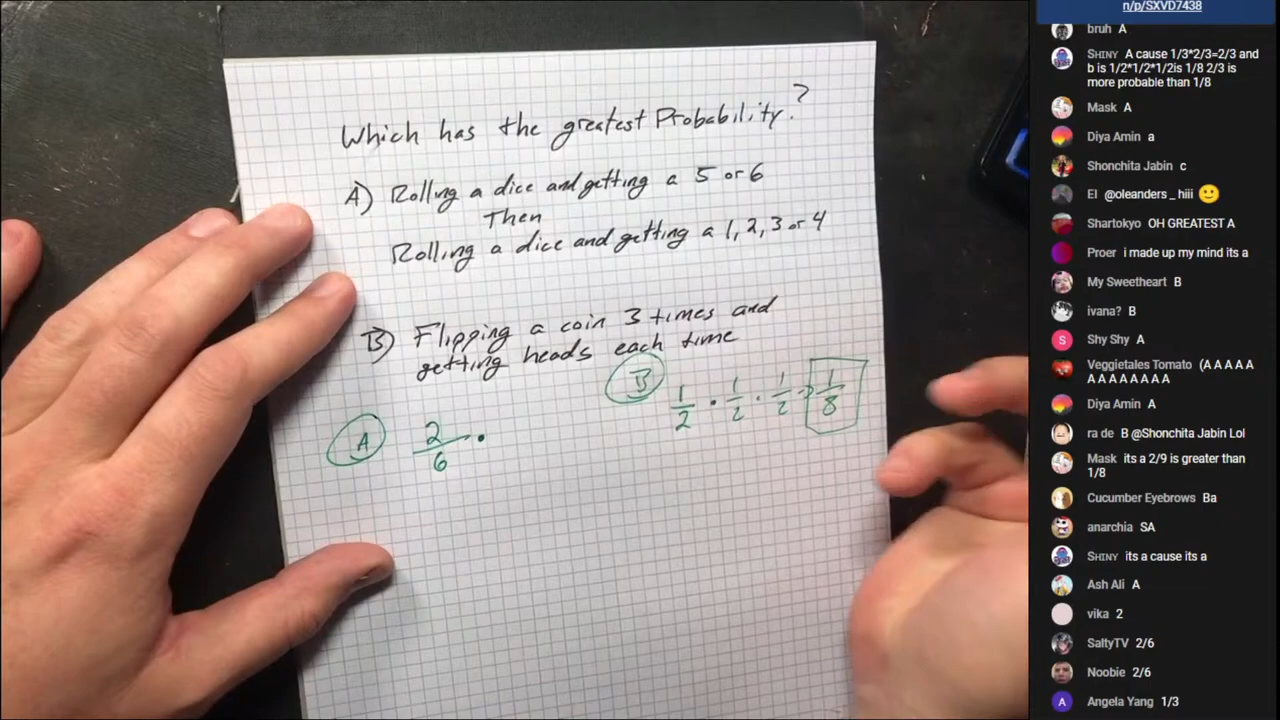 Which has the greatest Probability?
A) Rolling a dice and getting a 5 or 6
Then
Rolling a dice and getting a 1, 2, 3 or 4
B) Flipping a coin 3 times and
getting heads each time
B 1/2 · 1/2 · 1/2 → 1/8
A 2/6 ·
n/p/SXVD7438
bruh A
SHINY A cause 1/3*2/3=2/3 and
b is 1/2*1/2*1/2is 1/8 2/3 is
more probable than 1/8
Mask A
Diya Amin a
Shonchita Jabin c
El @oleanders_ hiii 🙂
Shartokyo OH GREATEST A
Proer i made up my mind its a
My Sweetheart B
ivana? B
S Shy Shy A
Veggietales Tomato (A A A A A
A A A A A A A A
Diya Amin A
ra de B @Shonchita Jabin Lol
Mask its a 2/9 is greater than
1/8
Cucumber Eyebrows Ba
anarchia SA
SHINY its a cause its a
Ash Ali A
vika 2
SaltyTV 2/6
Noobie 2/6
A Angela Yang 1/3